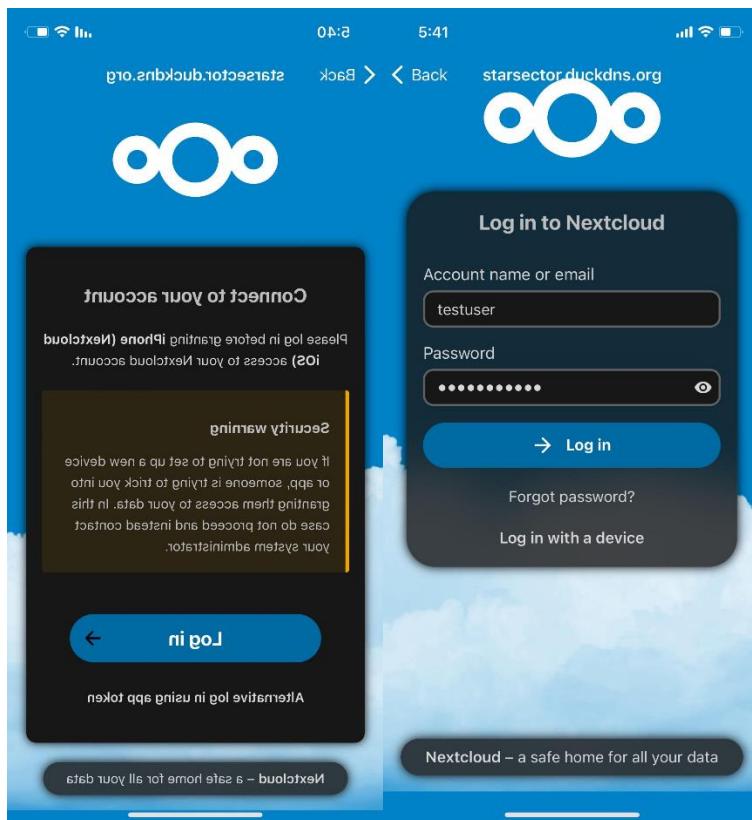 5:40
Back
starsector.duckdns.org
Connect to your account
Please log in before granting iPhone (Nextcloud
iOS) access to your Nextcloud account.
Security warning
If you are not trying to set up a new device
or app, someone is trying to trick you into
granting them access to your data. In this
case do not proceed and instead contact
your system administrator.
Log in
Alternative log in using app token
Nextcloud – a safe home for all your data
5:41
Back
starsector.duckdns.org
Log in to Nextcloud
Account name or email
testuser
Password
Log in
Forgot password?
Log in with a device
Nextcloud – a safe home for all your data